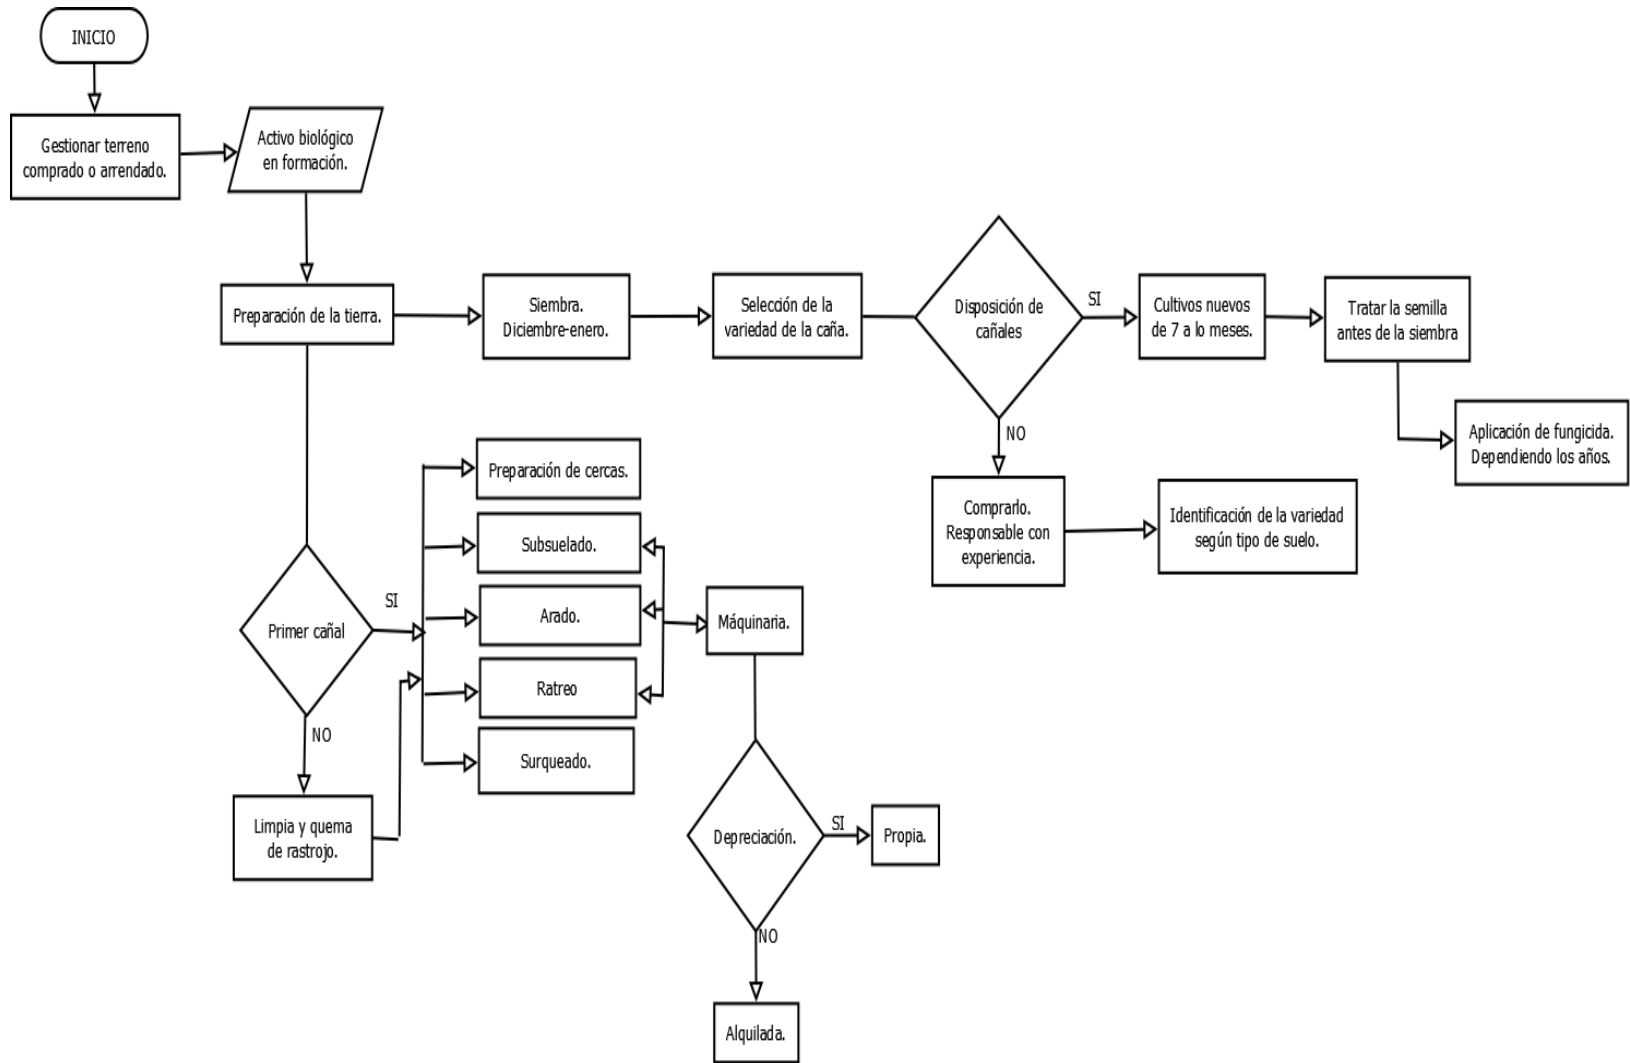 INICIO
Gestionar terreno
comprado o arrendado.
Activo biológico
en formación.
Preparación de la tierra.
Siembra.
Diciembre-enero.
Selección de la
variedad de la caña.
Disposición de
cañales
SI
Cultivos nuevos
de 7 a lo meses.
Tratar la semilla
antes de la siembra
Aplicación de fungicida.
Dependiendo los años.
NO
Comprarlo.
Responsable con
experiencia.
Identificación de la variedad
según tipo de suelo.
Primer cañal
SI
Preparación de cercas.
Subsuelado.
Arado.
Ratreo
Surqueado.
Máquinaria.
NO
Limpia y quema
de rastrojo.
Depreciación.
SI
Propia.
NO
Alquilada.